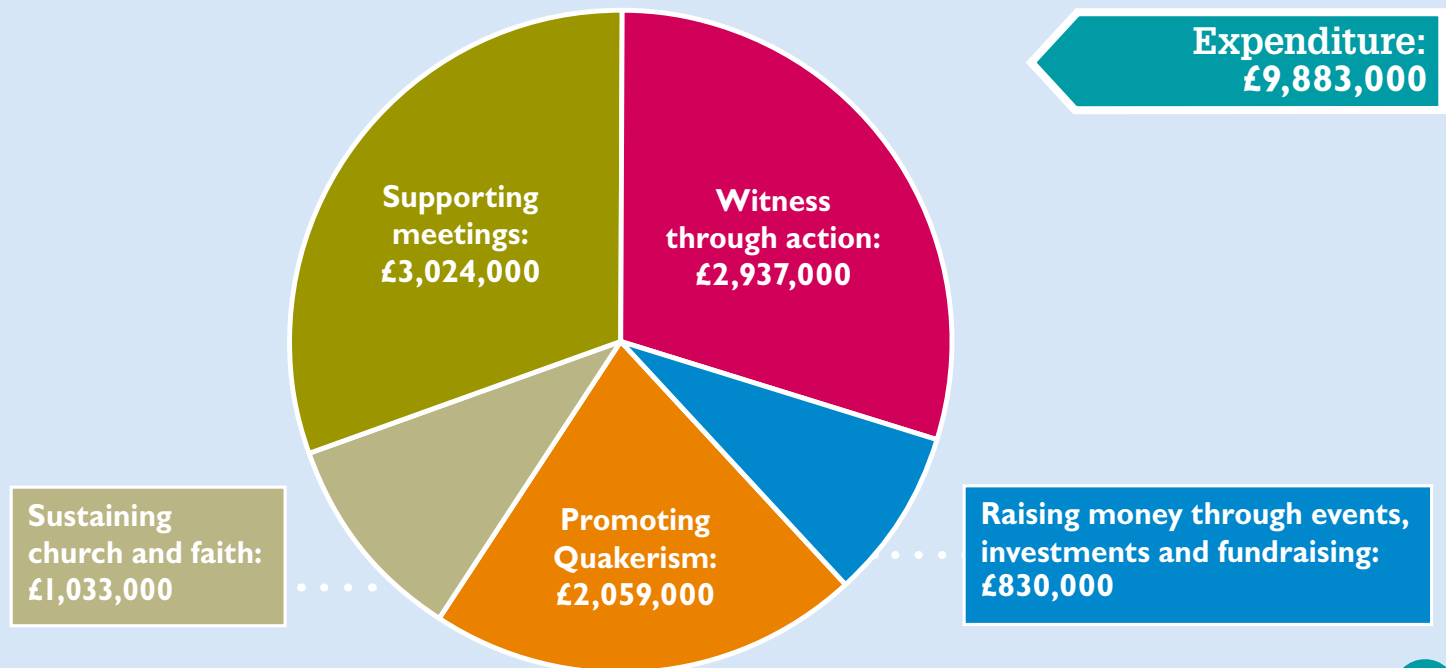 Expenditure:
£9,883,000
Supporting
meetings:
£3,024,000
Witness
through action:
£2,937,000
Sustaining
church and faith:
£1,033,000
Promoting
Quakerism:
£2,059,000
Raising money through events,
investments and fundraising:
£830,000